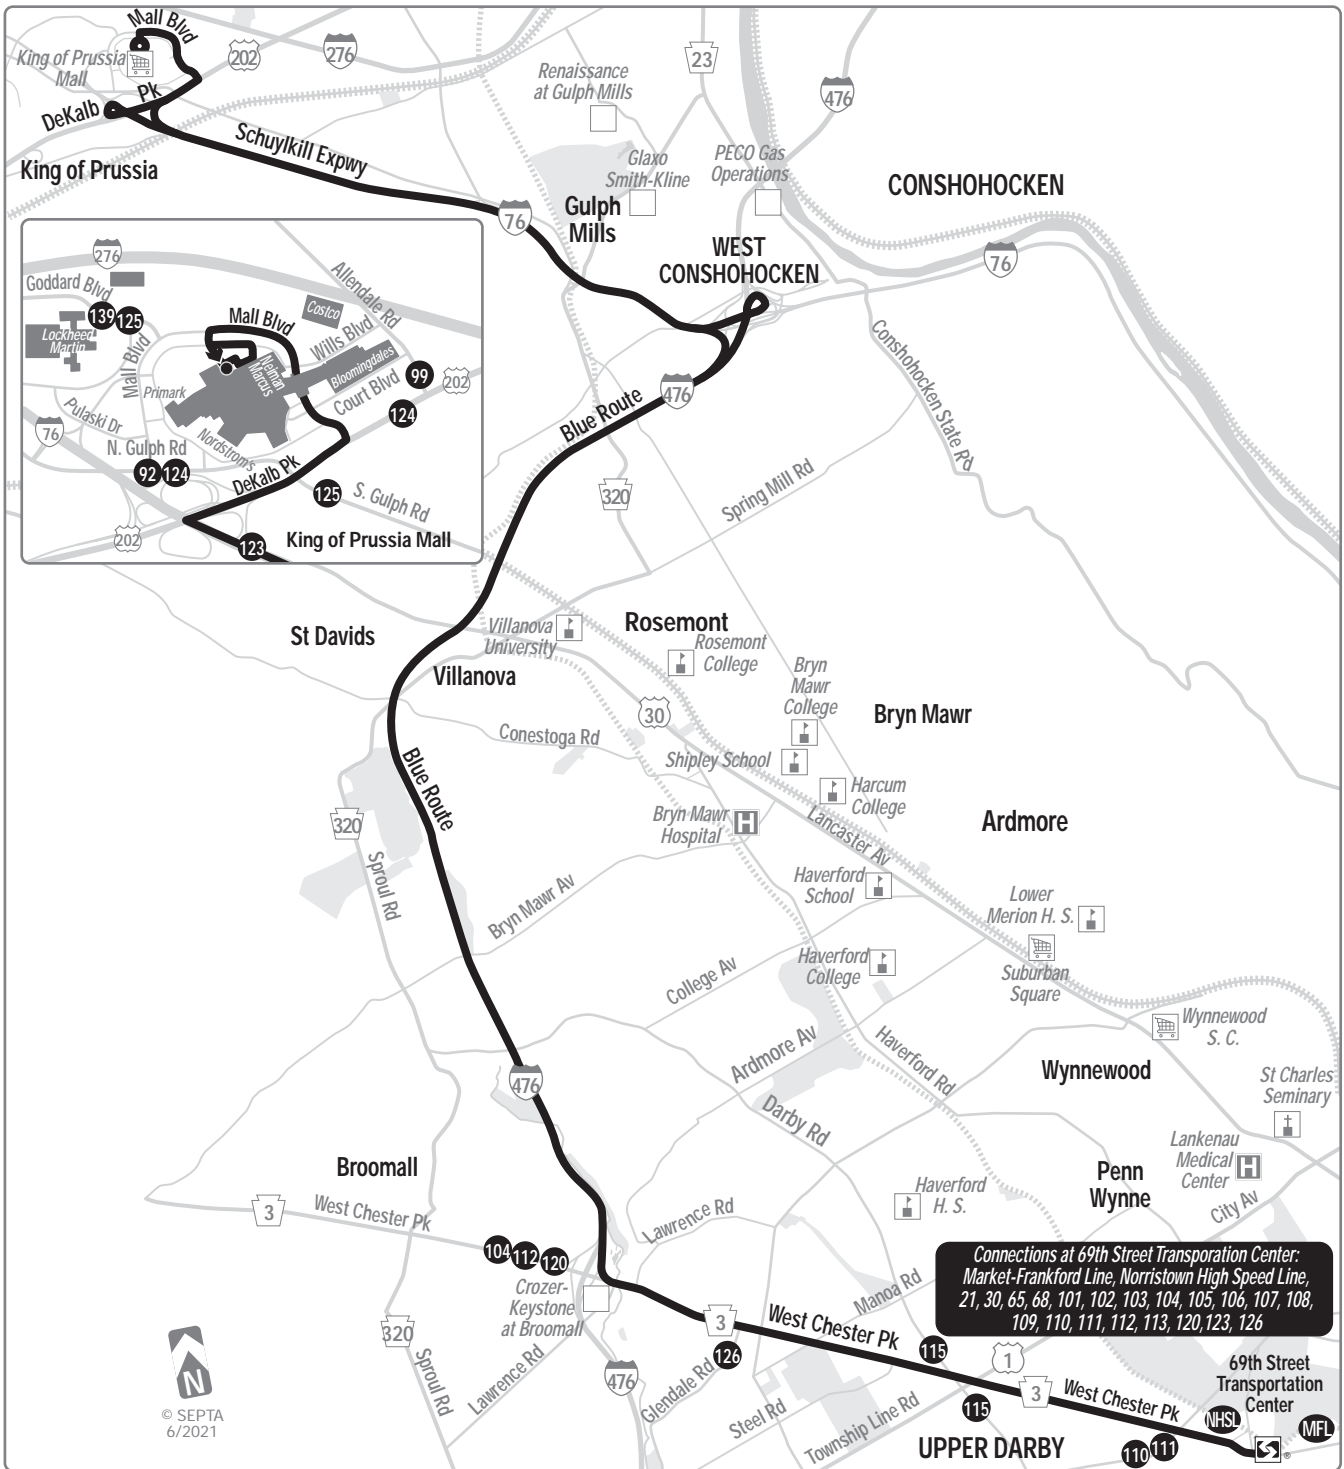 Mall Blvd
King of Prussia
Mall
202
276
DeKalb
Pk
Schuylkill Expwy
King of Prussia
Renaissance
at Gulph Mills
23
476
Glaxo
Smith-Kline
PECO Gas
Operations
CONSHOHOCKEN
76
Gulph
Mills
WEST
CONSHOHOCKEN
76
276
Goddard Blvd
139
125
Lockheed
Martin
Mall Blvd
Mall Blvd
Costco
Allendale Rd
Wills Blvd
Neiman
Marcus
Bloomingdales
Primark
Court Blvd
99
202
124
Pulaski Dr
76
N. Gulph Rd
Nordstrom's
92
124
DeKalb Pk
125
S. Gulph Rd
202
123
King of Prussia Mall
Conshohocken State Rd
476
Blue Route
320
Spring Mill Rd
St Davids
Villanova
University
Rosemont
Rosemont
College
Villanova
Bryn
Mawr
College
Bryn Mawr
30
Conestoga Rd
Shipley School
Blue Route
Harcum
College
320
Bryn Mawr
Hospital
H
Lancaster Av
Ardmore
Sproul Rd
Haverford
School
Bryn Mawr Av
Lower
Merion H. S.
College Av
Haverford
College
Suburban
Square
Wynnewood
S. C.
Ardmore Av
Haverford Rd
Wynnewood
476
St Charles
Seminary
Darby Rd
Lankenau
Medical
Center
H
Broomall
Penn
Wynne
Haverford
H. S.
City Av
3
West Chester Pk
Lawrence Rd
104
112
120
Crozer-
Keystone
at Broomall
Manoa Rd
Connections at 69th Street Transporation Center:
Market-Frankford Line, Norristown High Speed Line,
21, 30, 65, 68, 101, 102, 103, 104, 105, 106, 107, 108,
109, 110, 111, 112, 113, 120,123, 126
3
West Chester Pk
126
115
1
320
Sproul Rd
Lawrence Rd
476
Glendale Rd
Steel Rd
Township Line Rd
115
3
West Chester Pk
69th Street
Transportation
Center
NHSL
MFL
110
111
UPPER DARBY
®
N
© SEPTA
6/2021